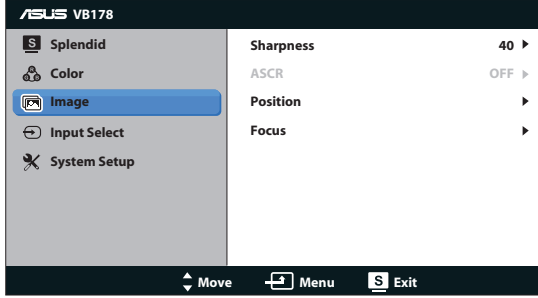 ASUS VB178
S Splendid
Color
Image
Input Select
System Setup
Sharpness 40
ASCR OFF
Position
Focus
Move Menu S Exit